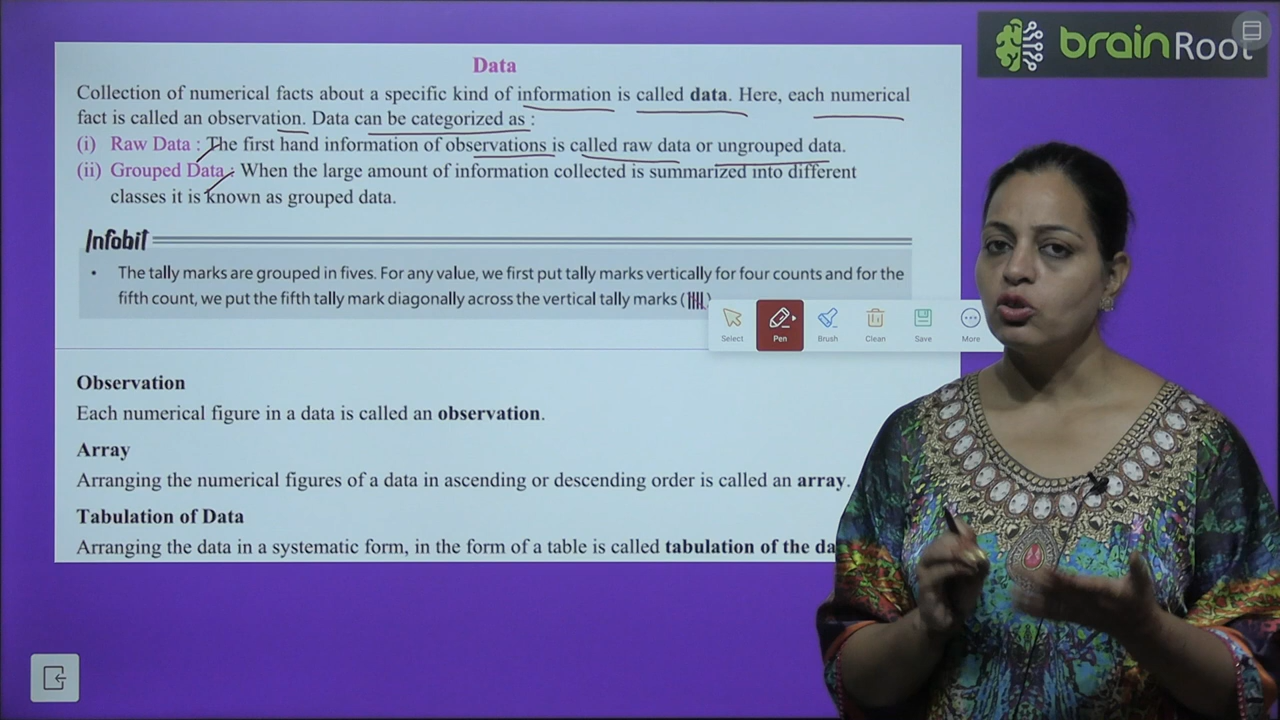 brainRoot
Data
Collection of numerical facts about a specific kind of information is called data. Here, each numerical
fact is called an observation. Data can be categorized as :
(i) Raw Data : The first hand information of observations is called raw data or ungrouped data.
(ii) Grouped Data : When the large amount of information collected is summarized into different
classes it is known as grouped data.
Infobit
• The tally marks are grouped in fives. For any value, we first put tally marks vertically for four counts and for the
fifth count, we put the fifth tally mark diagonally across the vertical tally marks (
Select Pen Brush Clean Save More
Observation
Each numerical figure in a data is called an observation.
Array
Arranging the numerical figures of a data in ascending or descending order is called an array.
Tabulation of Data
Arranging the data in a systematic form, in the form of a table is called tabulation of the da